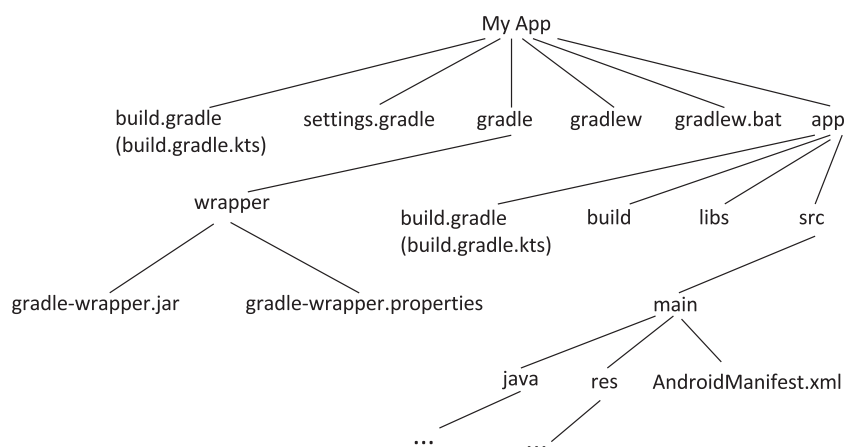 My App
build.gradle
(build.gradle.kts)
settings.gradle
gradle
gradlew
gradlew.bat
app
wrapper
build.gradle
(build.gradle.kts)
build
libs
src
gradle-wrapper.jar
gradle-wrapper.properties
main
java
res
AndroidManifest.xml
...
...